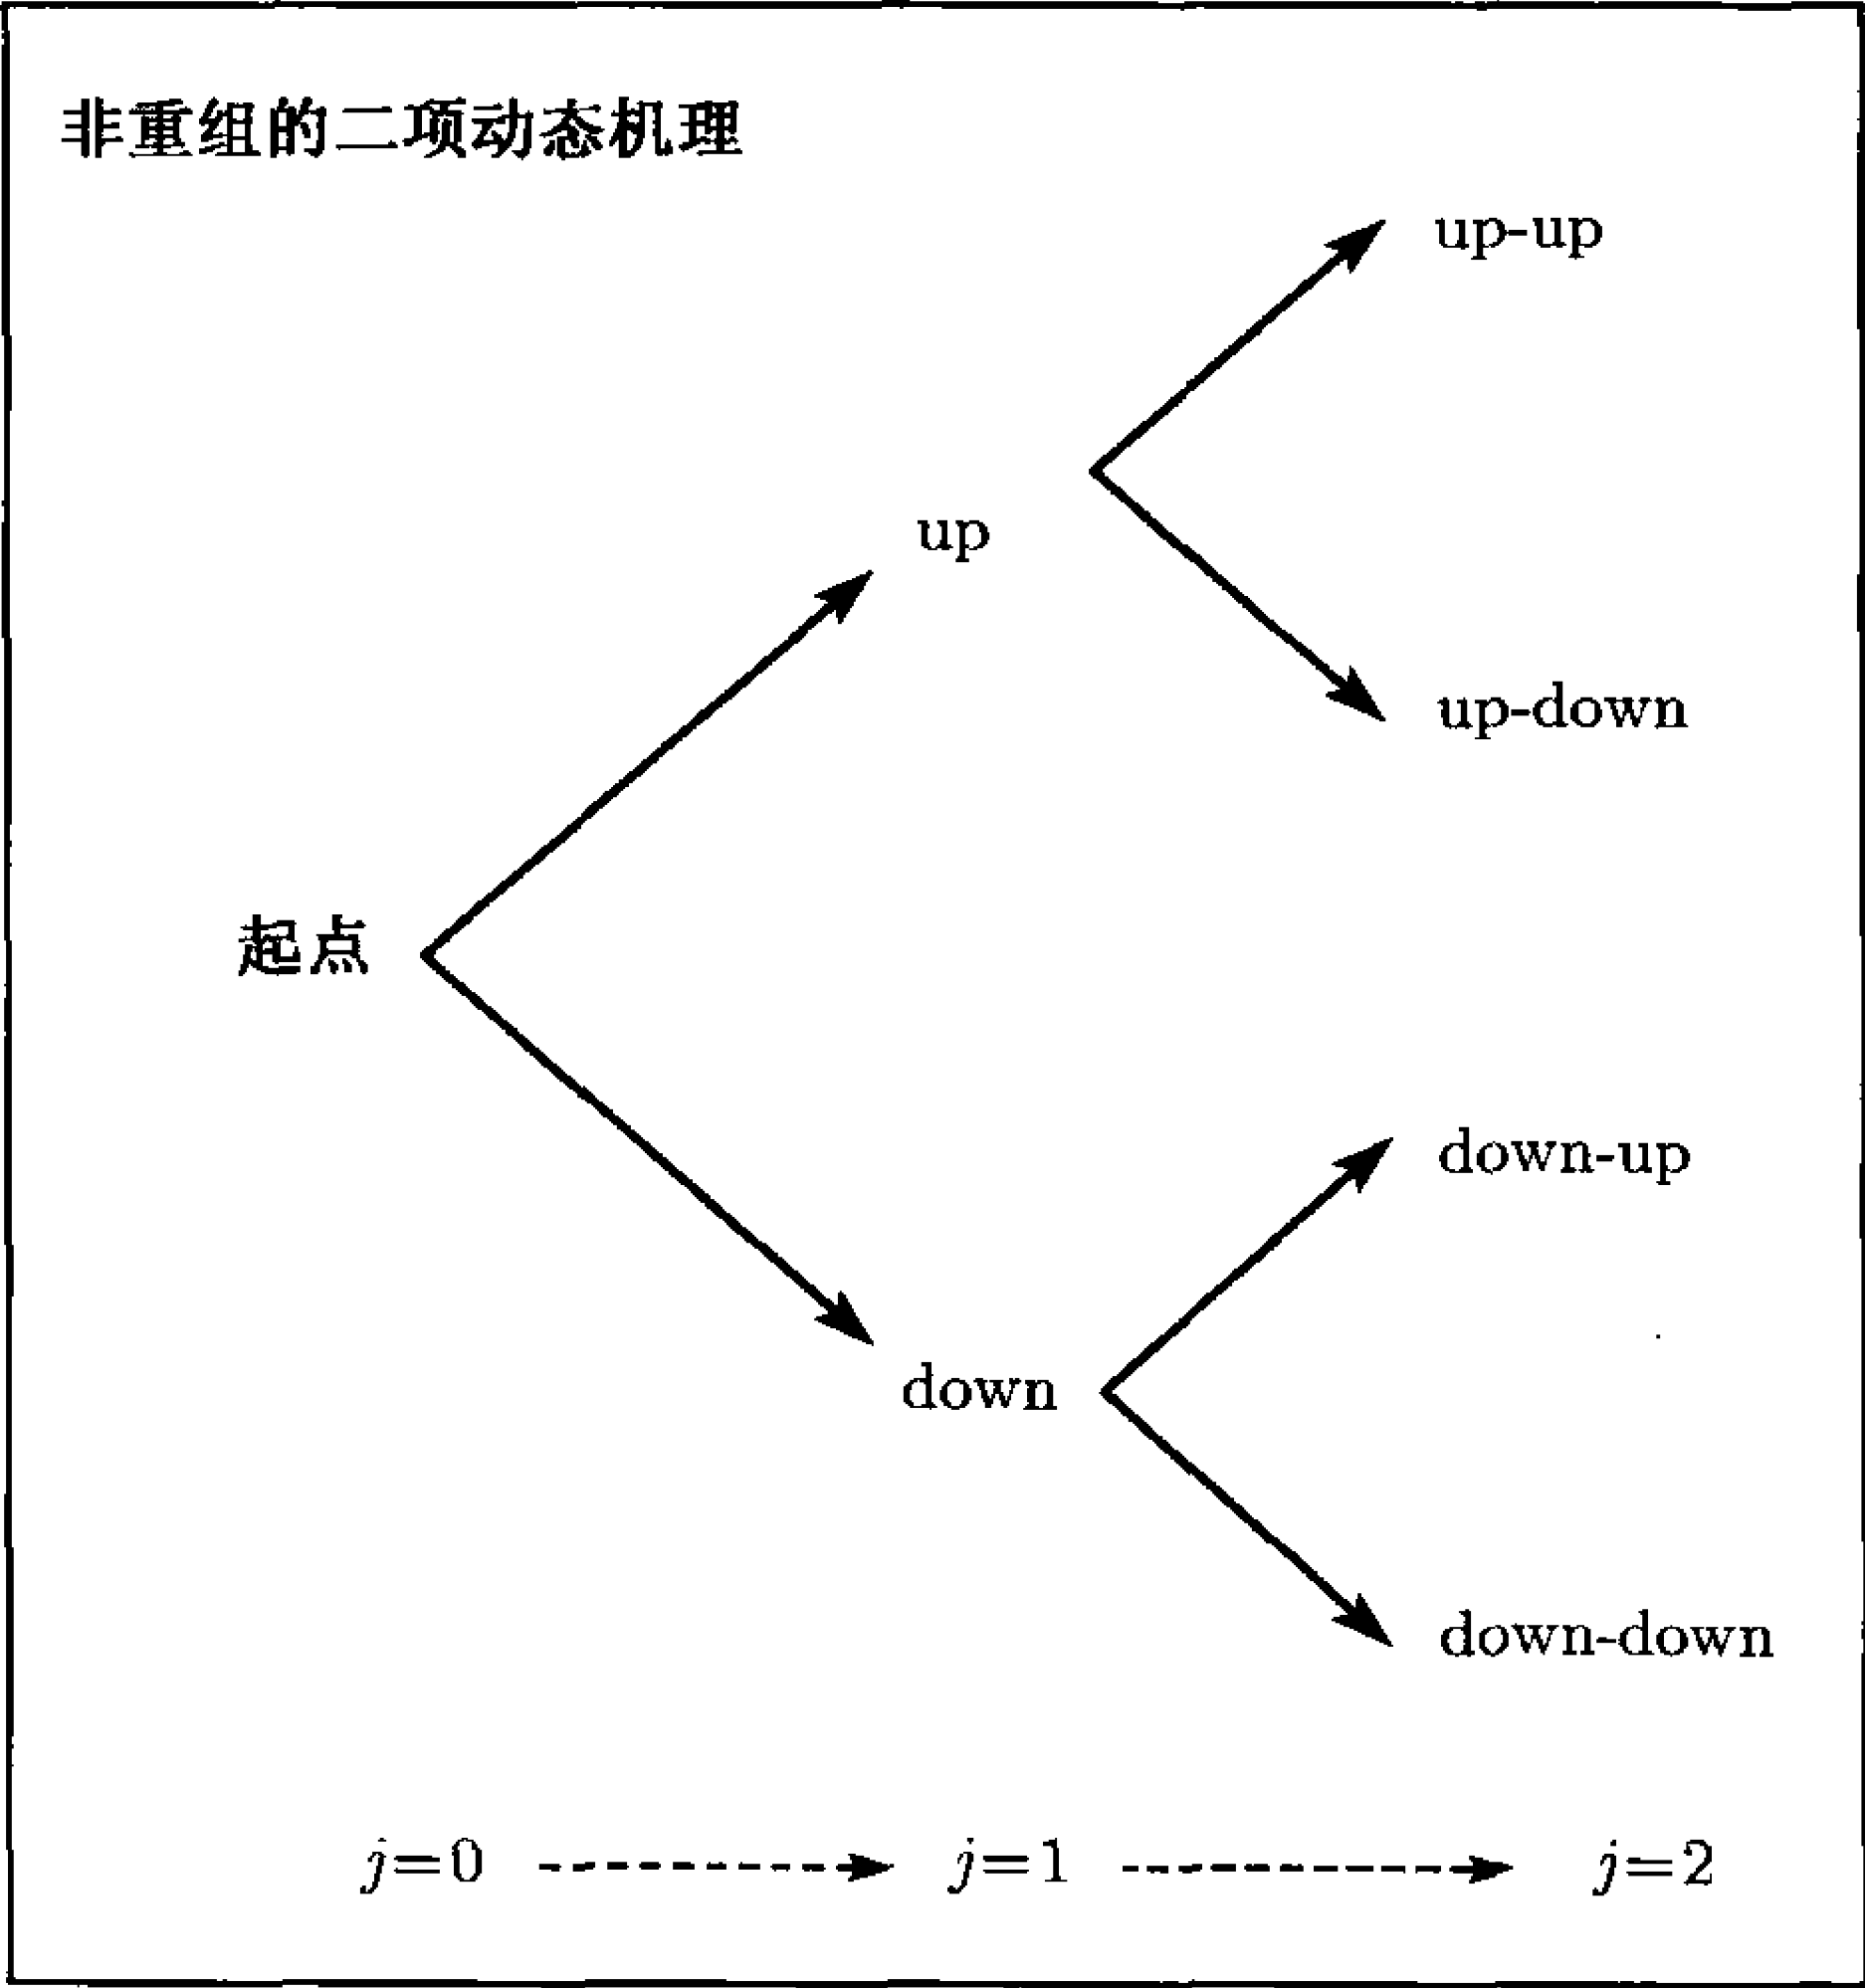 非重组的二项动态机理
up-up
up
up-down
起点
down-up
down
down-down
j=0
j=1
j=2